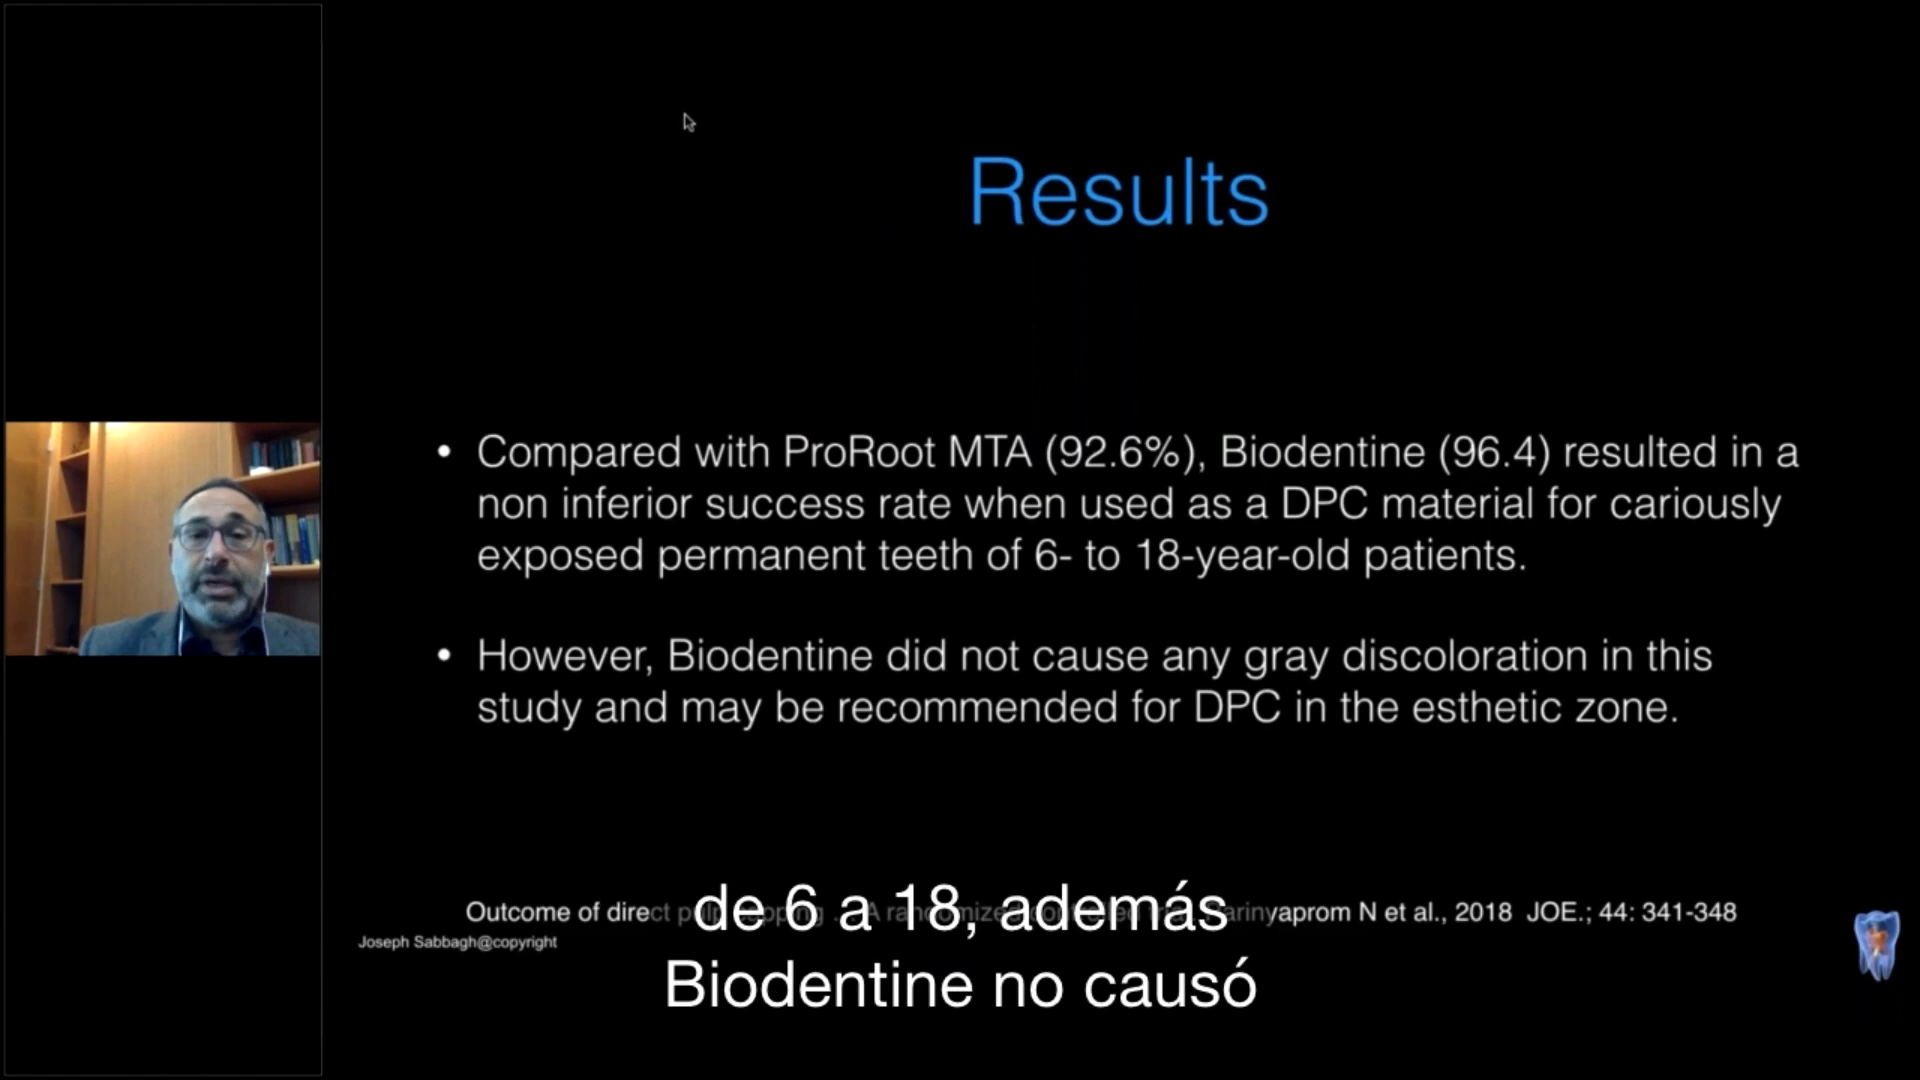 Results
• Compared with ProRoot MTA (92.6%), Biodentine (96.4) resulted in a
non inferior success rate when used as a DPC material for cariously
exposed permanent teeth of 6- to 18-year-old patients.
• However, Biodentine did not cause any gray discoloration in this
study and may be recommended for DPC in the esthetic zone.
Outcome of direct pulp capping ... A randomized N et al., 2018 JOE.; 44: 341-348
Joseph Sabbagh@copyright
de 6 a 18, además
Biodentine no causó